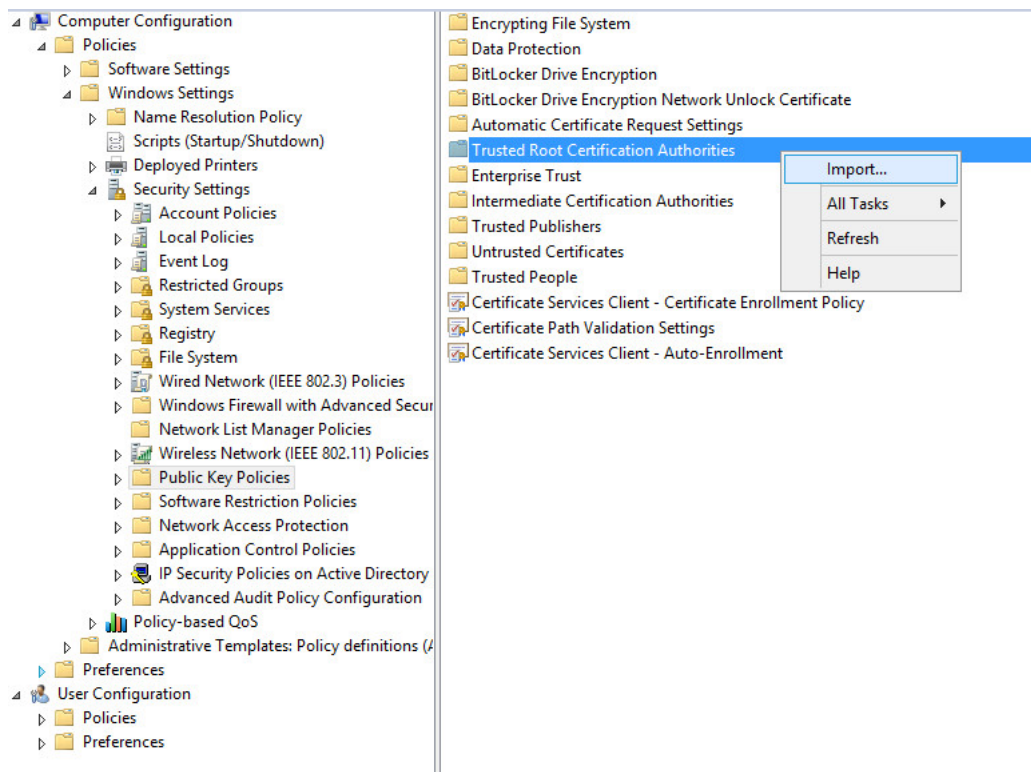 Computer Configuration
Policies
Software Settings
Windows Settings
Name Resolution Policy
Scripts (Startup/Shutdown)
Deployed Printers
Security Settings
Account Policies
Local Policies
Event Log
Restricted Groups
System Services
Registry
File System
Wired Network (IEEE 802.3) Policies
Windows Firewall with Advanced Secur
Network List Manager Policies
Wireless Network (IEEE 802.11) Policies
Public Key Policies
Software Restriction Policies
Network Access Protection
Application Control Policies
IP Security Policies on Active Directory
Advanced Audit Policy Configuration
Policy-based QoS
Administrative Templates: Policy definitions (A
Preferences
User Configuration
Policies
Preferences
Encrypting File System
Data Protection
BitLocker Drive Encryption
BitLocker Drive Encryption Network Unlock Certificate
Automatic Certificate Request Settings
Trusted Root Certification Authorities
Enterprise Trust
Intermediate Certification Authorities
Trusted Publishers
Untrusted Certificates
Trusted People
Certificate Services Client - Certificate Enrollment Policy
Certificate Path Validation Settings
Certificate Services Client - Auto-Enrollment
Import...
All Tasks
Refresh
Help